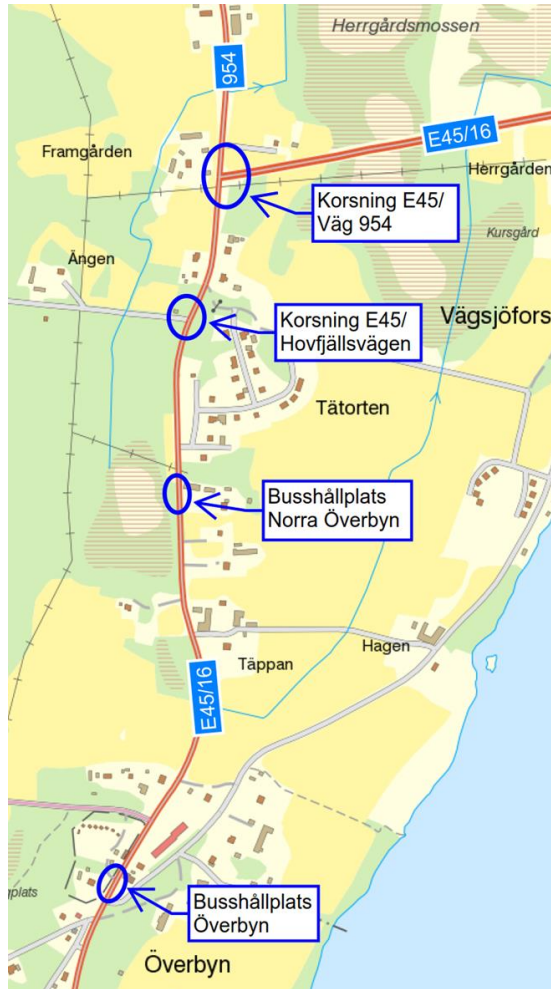 Herrgårdsmossen
954
E45/16
Framgården
Herrgården
Korsning E45/
Väg 954
Kursgård
Ängen
Korsning E45/
Hovfjällsvägen
Vägsjöfors
Tätorten
Busshållplats
Norra Överbyn
Hagen
Täppan
E45/16
Busshållplats
Överbyn
Överbyn